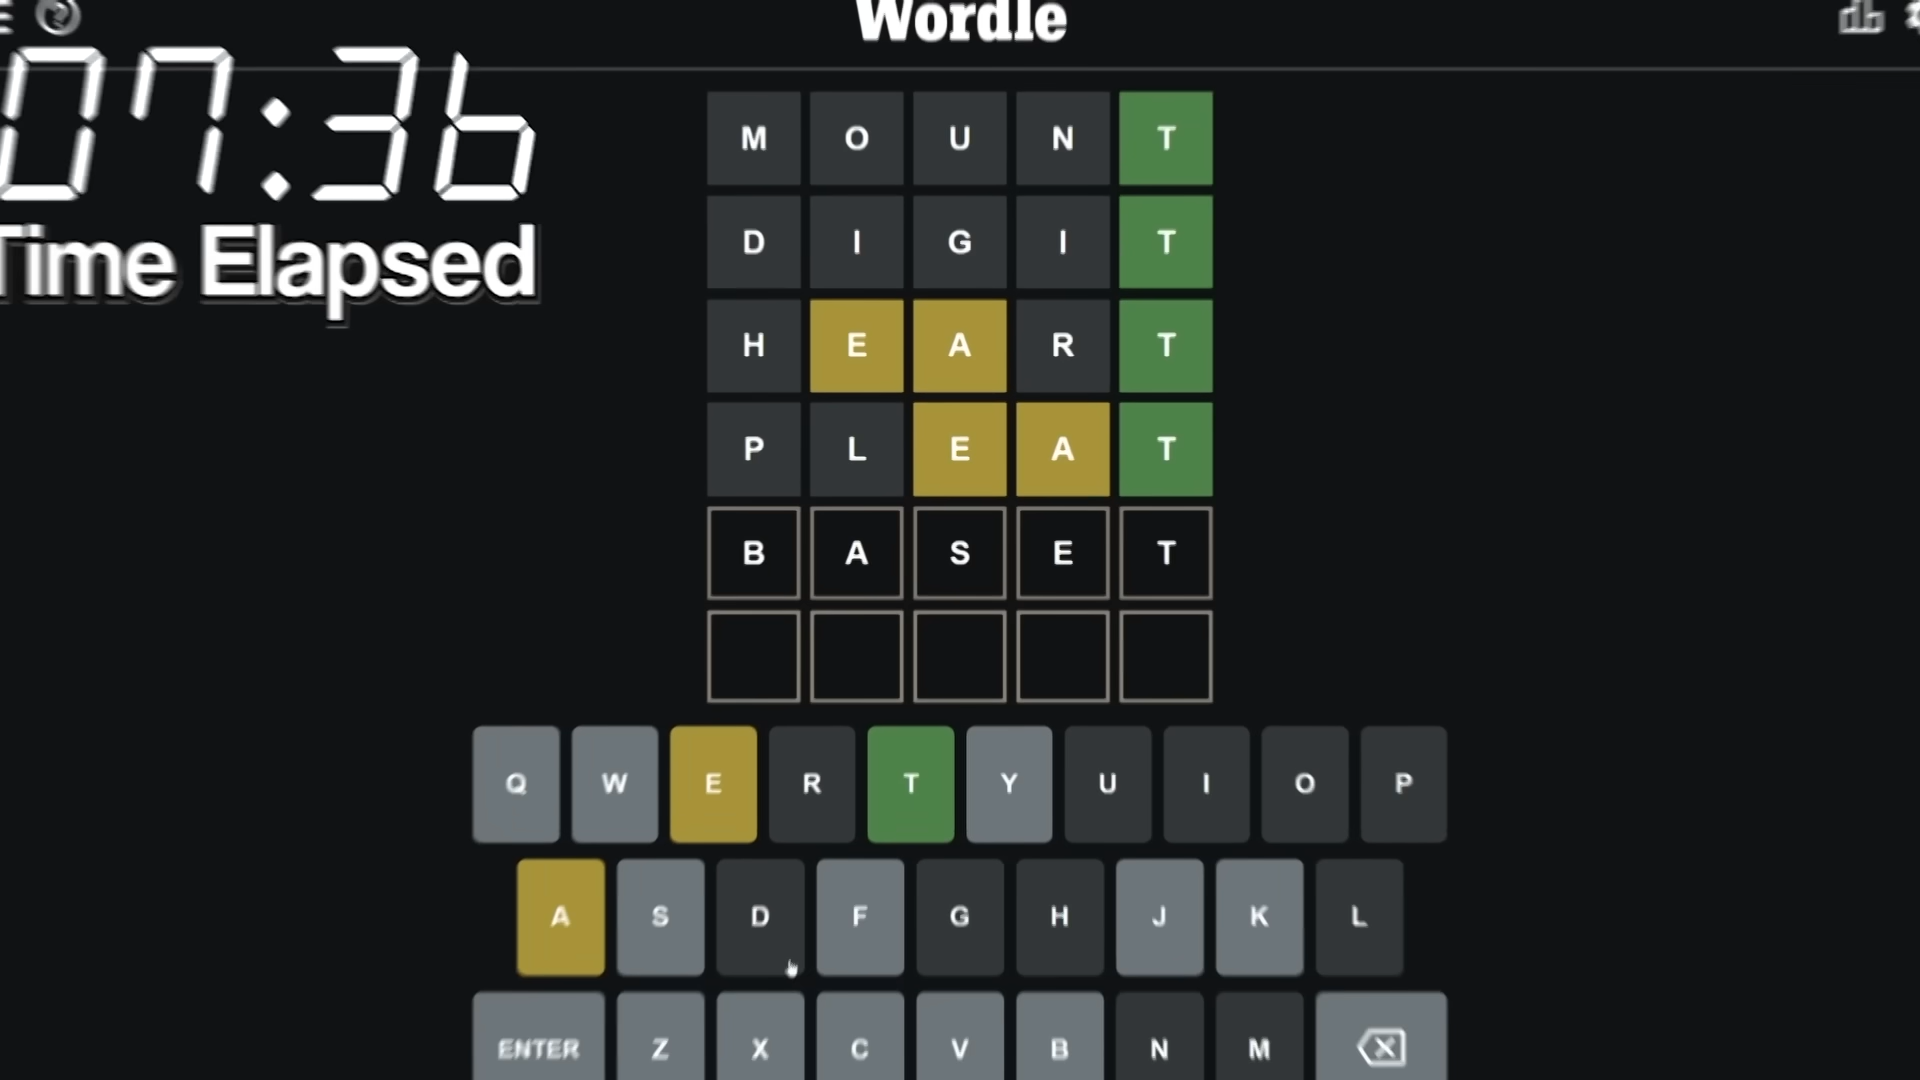 Wordle
07:36
Time Elapsed
M O U N T
D I G I T
H E A R T
P L E A T
B A S E T
Q W E R T Y U I O P
A S D F G H J K L
ENTER Z X C V B N M